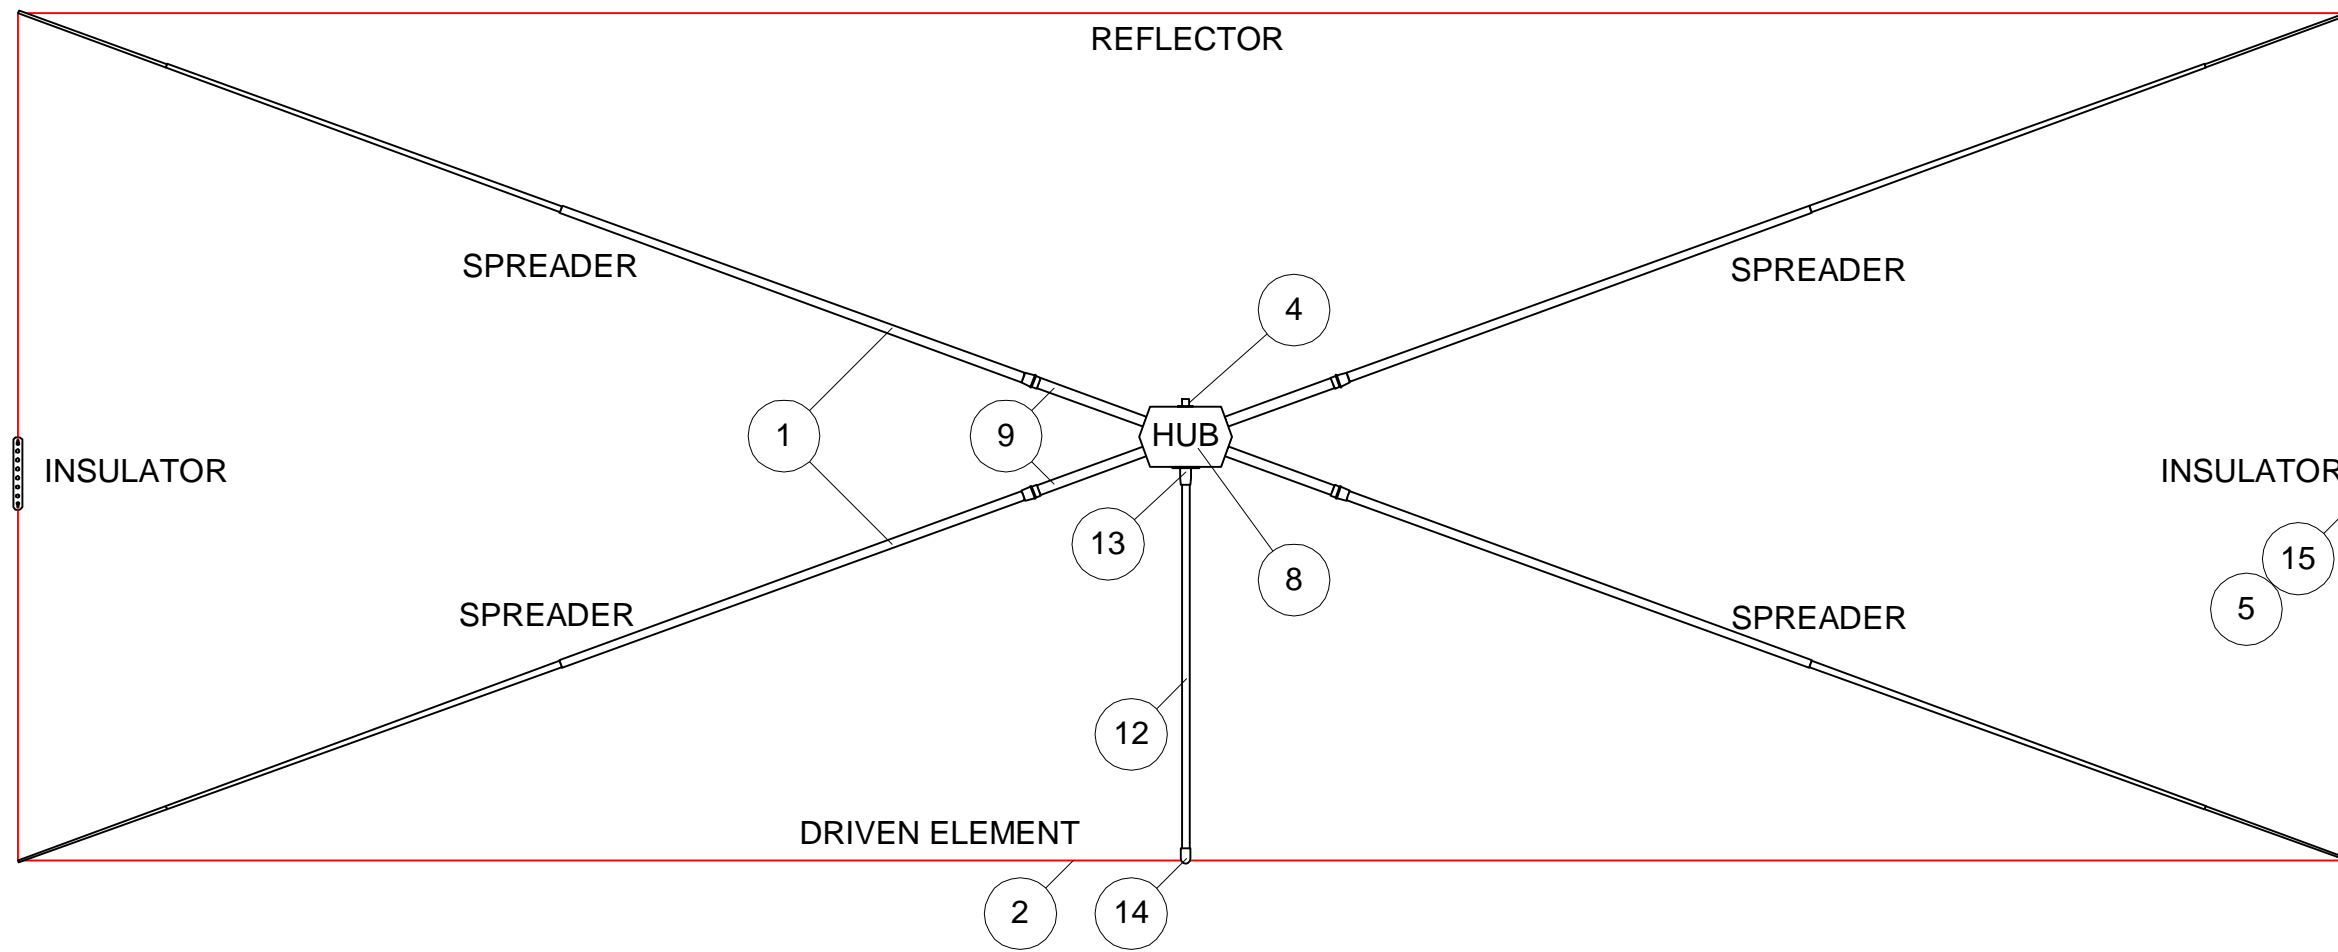 REFLECTOR
SPREADER
SPREADER
4
1
9
HUB
INSULATOR
INSULATOR
13
15
8
5
SPREADER
SPREADER
12
DRIVEN ELEMENT
2
14